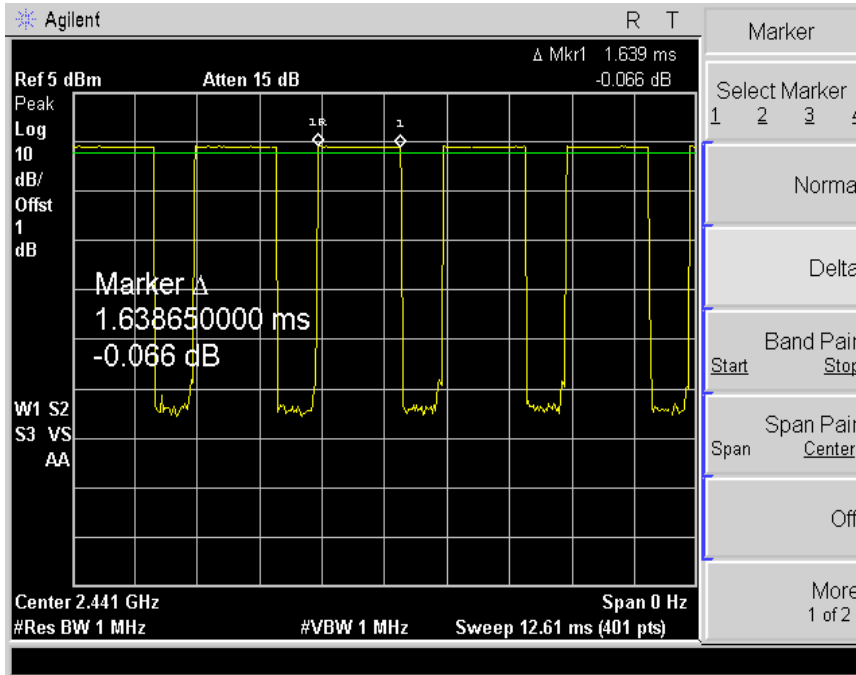 Agilent
R T
Marker
Δ Mkr1 1.639 ms
Ref 5 dBm Atten 15 dB -0.066 dB
Peak
Log
10
dB/
Offst
1
dB
1R 1
Marker Δ
1.638650000 ms
-0.066 dB
W1 S2
S3 VS
AA
Center 2.441 GHz Span 0 Hz
#Res BW 1 MHz #VBW 1 MHz Sweep 12.61 ms (401 pts)
Select Marker
1 2 3 4
Norma
Delta
Band Pair
Start Stop
Span Pair
Span Center
Off
More
1 of 2